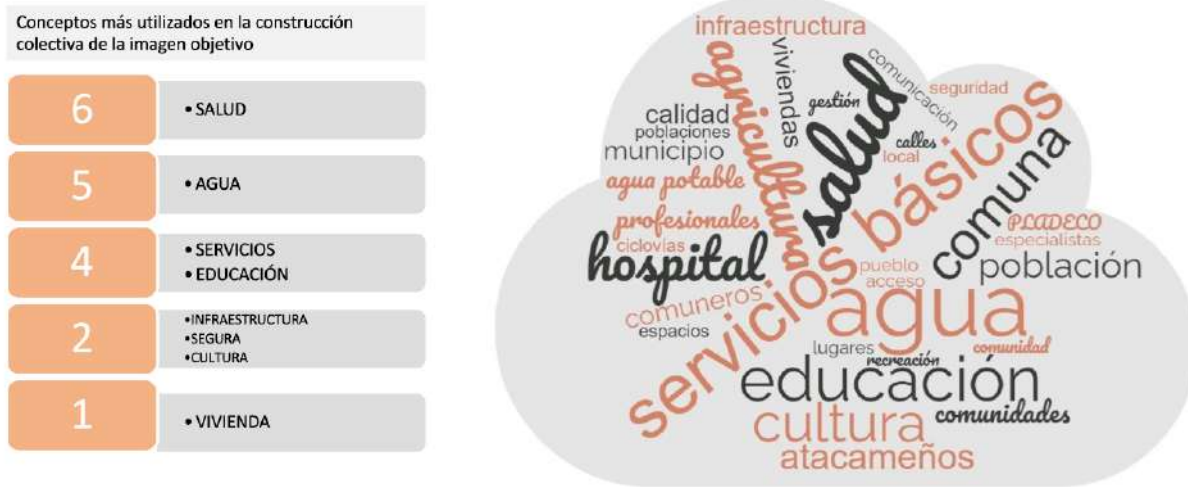 Conceptos más utilizados en la construcción
colectiva de la imagen objetivo
6
• SALUD
5
• AGUA
4
• SERVICIOS
• EDUCACIÓN
2
•INFRAESTRUCTURA
•SEGURA
•CULTURA
1
• VIVIENDA
infraestructura
agricultura
viviendas
salud
gestión
comunicación
seguridad
calidad
poblaciones
municipio
calles
local
agua potable
profesionales
ciclovías
hospital
servicios básicos
comuna
PLADECO
especialistas
población
pueblo
acceso
comuneros
espacios
agua
lugares
recreación
comunidad
educación
comunidades
cultura
atacameños